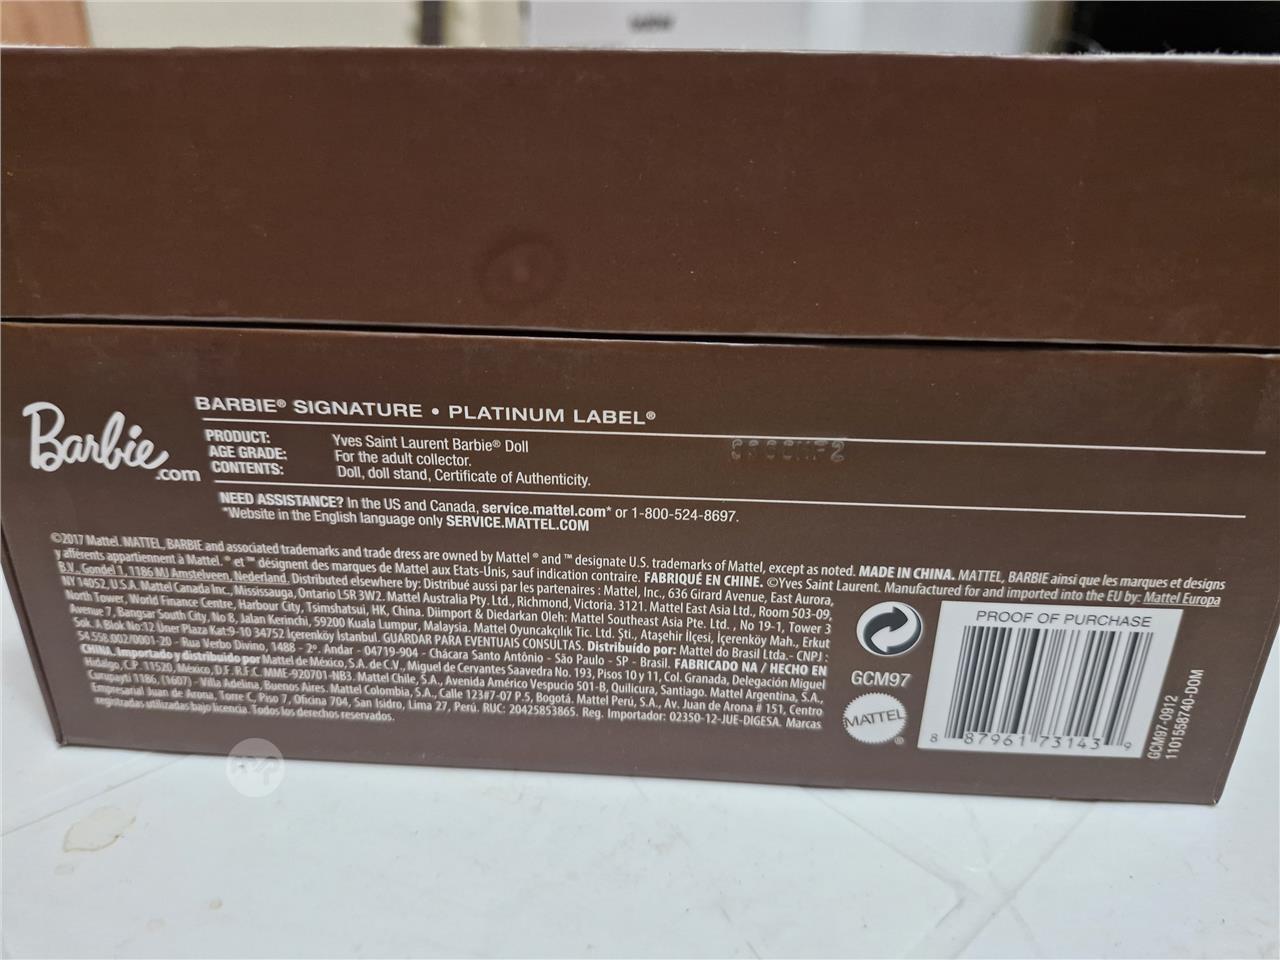 Barbie.com
BARBIE® SIGNATURE • PLATINUM LABEL®
PRODUCT: Yves Saint Laurent Barbie® Doll
AGE GRADE: For the adult collector.
CONTENTS: Doll, doll stand, Certificate of Authenticity.
NEED ASSISTANCE? In the US and Canada, service.mattel.com* or 1-800-524-8697.
*Website in the English language only SERVICE.MATTEL.COM
©2017 Mattel. MATTEL, BARBIE and associated trademarks and trade dress are owned by Mattel ® and ™ designate U.S. trademarks of Mattel, except as noted. MADE IN CHINA. MATTEL, BARBIE ainsi que les marques et designs
y afférents appartiennent à Mattel. ® et ™ désignent des marques de Mattel aux Etats-Unis, sauf indication contraire. FABRIQUÉ EN CHINE. ©Yves Saint Laurent. Manufactured for and imported into the EU by: Mattel Europa
B.V., Gondel 1, 1186 MJ Amstelveen, Nederland. Distributed elsewhere by: Distribué aussi par les partenaires : Mattel, Inc., 636 Girard Avenue, East Aurora,
NY 14052, U.S.A. Mattel Canada Inc., Mississauga, Ontario L5R 3W2. Mattel Australia Pty. Ltd., Richmond, Victoria. 3121. Mattel East Asia Ltd., Room 503-09,
North Tower, World Finance Centre, Harbour City, Tsimshatsui, HK, China. Diimport & Diedarkan Oleh: Mattel Southeast Asia Pte. Ltd. , No 19-1, Tower 3
Avenue 7, Bangsar South City, No 8, Jalan Kerinchi, 59200 Kuala Lumpur, Malaysia. Mattel Oyuncakçılık Tic. Ltd. Şti., Ataşehir İlçesi, İçerenköy Mah., Erkut
Sok. A Blok No:12 Üner Plaza Kat:9-10 34752 İçerenköy İstanbul. GUARDAR PARA EVENTUAIS CONSULTAS. Distribuído por: Mattel do Brasil Ltda.- CNPJ :
54.558.002/0001-20 - Rua Verbo Divino, 1488 - 2º. Andar - 04719-904 - Chácara Santo Antônio - São Paulo - SP - Brasil. FABRICADO NA / HECHO EN
CHINA. Importado y distribuido por Mattel de México, S.A. de C.V., Miguel de Cervantes Saavedra No. 193, Pisos 10 y 11, Col. Granada, Delegación Miguel
Hidalgo, C.P. 11520, México, D.F. R.F.C. MME-920701-NB3. Mattel Chile, S.A., Avenida Américo Vespucio 501-B, Quilicura, Santiago. Mattel Argentina, S.A.,
Curupaytí 1186, (1607) - Villa Adelina, Buenos Aires. Mattel Colombia, S.A., Calle 123#7-07 P.5, Bogotá. Mattel Perú, S.A., Av. Juan de Arona # 151, Centro
Empresarial Juan de Arona, Torre C, Piso 7, Oficina 704, San Isidro, Lima 27, Perú. RUC: 20425853865. Reg. Importador: 02350-12-JUE-DIGESA. Marcas
registradas utilizadas bajo licencia. Todos los derechos reservados.
GCM97
MATTEL®
PROOF OF PURCHASE
8 87961 73143 9
GCM97-0912
1101558740-DOM